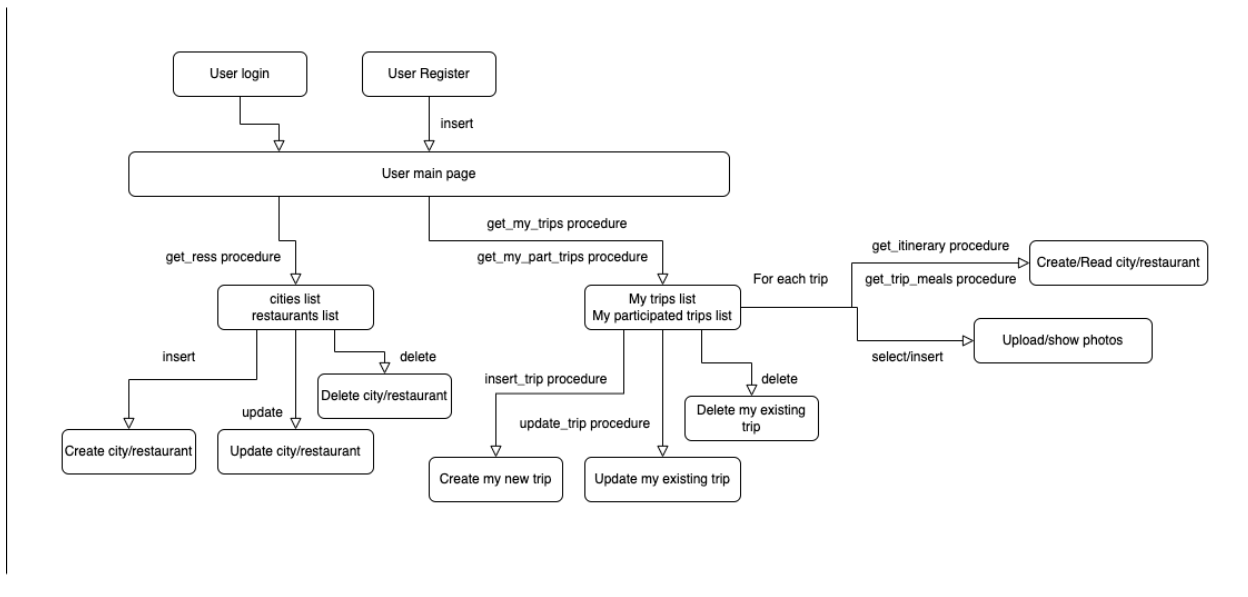 User login
User Register
insert
User main page
get_my_trips procedure
get_ress procedure
get_my_part_trips procedure
get_itinerary procedure
Create/Read city/restaurant
For each trip
get_trip_meals procedure
cities list
restaurants list
My trips list
My participated trips list
Upload/show photos
insert
delete
select/insert
insert_trip procedure
delete
Delete city/restaurant
update
update_trip procedure
Delete my existing
trip
Create city/restaurant
Update city/restaurant
Create my new trip
Update my existing trip